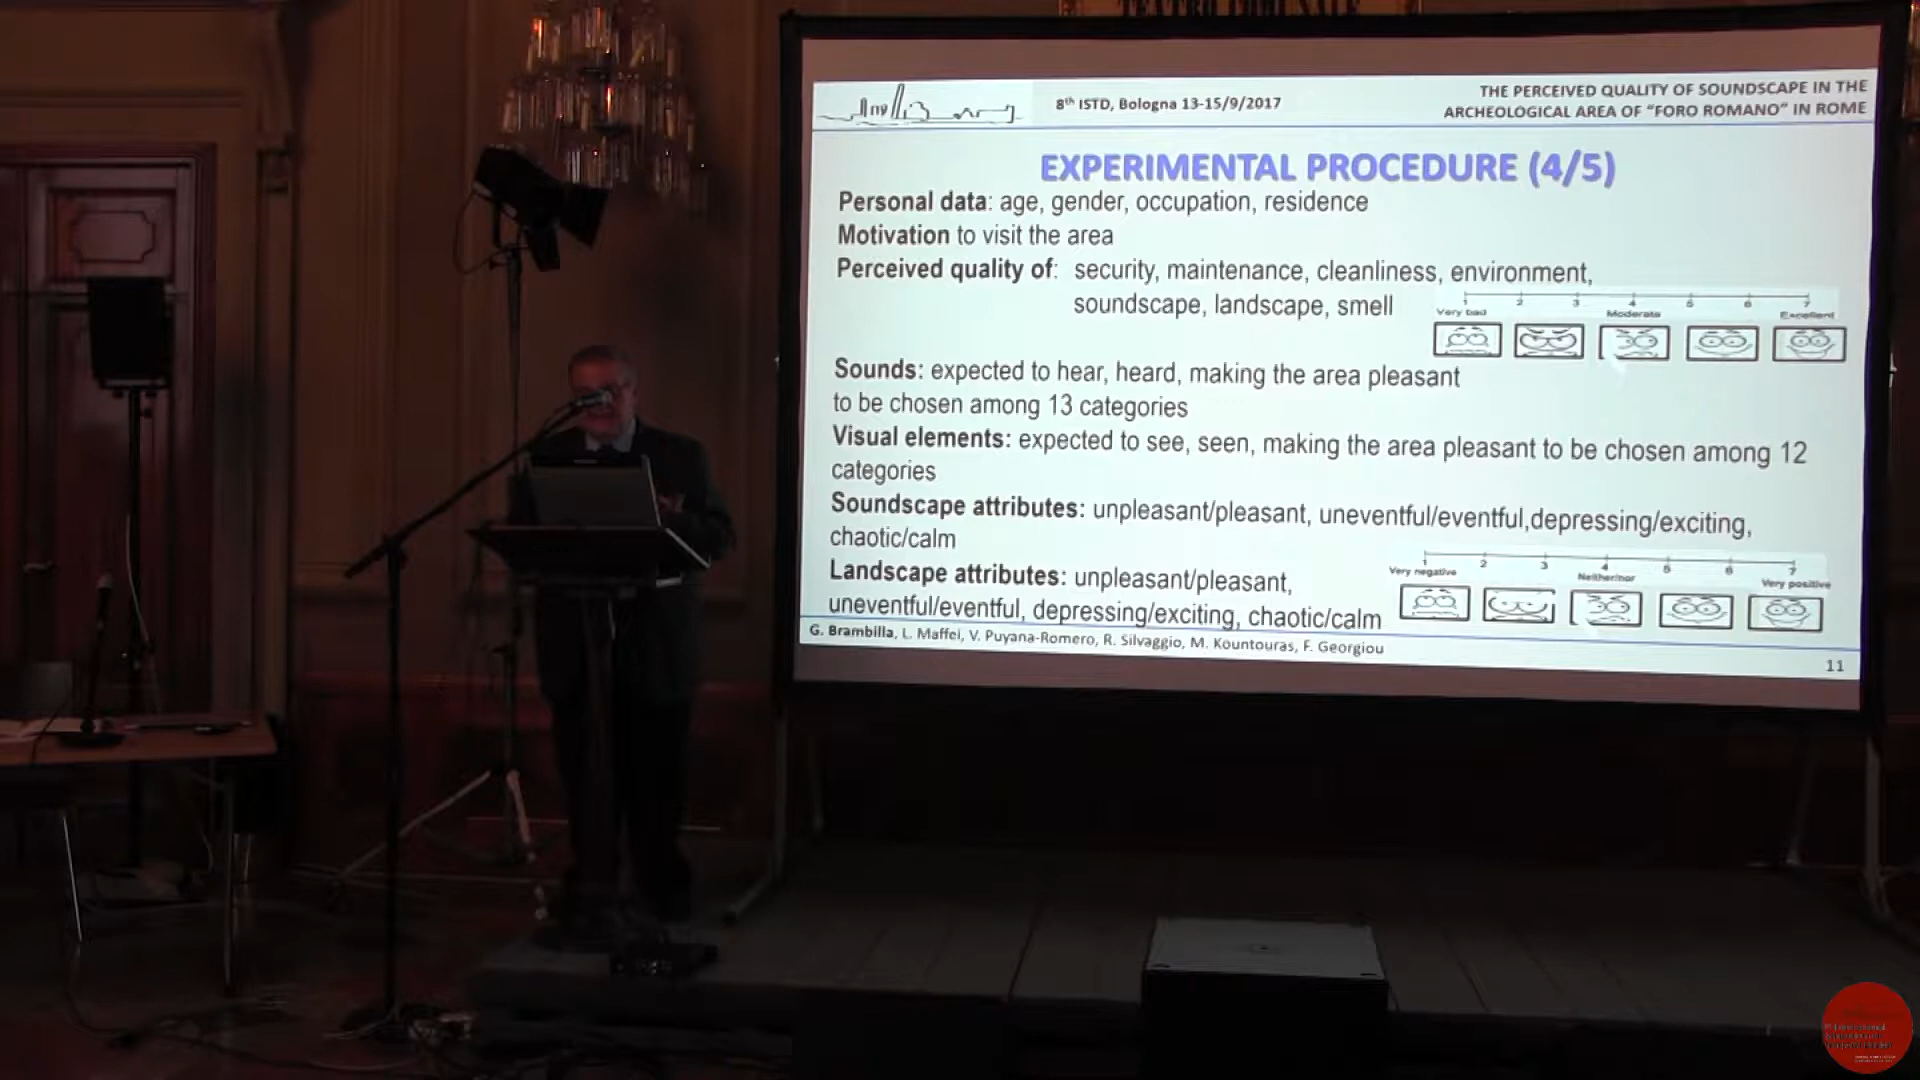 8th ISTD, Bologna 13-15/9/2017
THE PERCEIVED QUALITY OF SOUNDSCAPE IN THE
ARCHEOLOGICAL AREA OF “FORO ROMANO” IN ROME
EXPERIMENTAL PROCEDURE (4/5)
Personal data: age, gender, occupation, residence
Motivation to visit the area
Perceived quality of: security, maintenance, cleanliness, environment,
soundscape, landscape, smell
1 2 3 4 5 6 7
Very bad Moderate Excellent
Sounds: expected to hear, heard, making the area pleasant
to be chosen among 13 categories
Visual elements: expected to see, seen, making the area pleasant to be chosen among 12
categories
Soundscape attributes: unpleasant/pleasant, uneventful/eventful,depressing/exciting,
chaotic/calm
Landscape attributes: unpleasant/pleasant,
uneventful/eventful, depressing/exciting, chaotic/calm
1 2 3 4 5 6 7
Very negative Neither/nor Very positive
G. Brambilla, L. Maffei, V. Puyana-Romero, R. Silvaggio, M. Kountouras, F. Georgiou
11